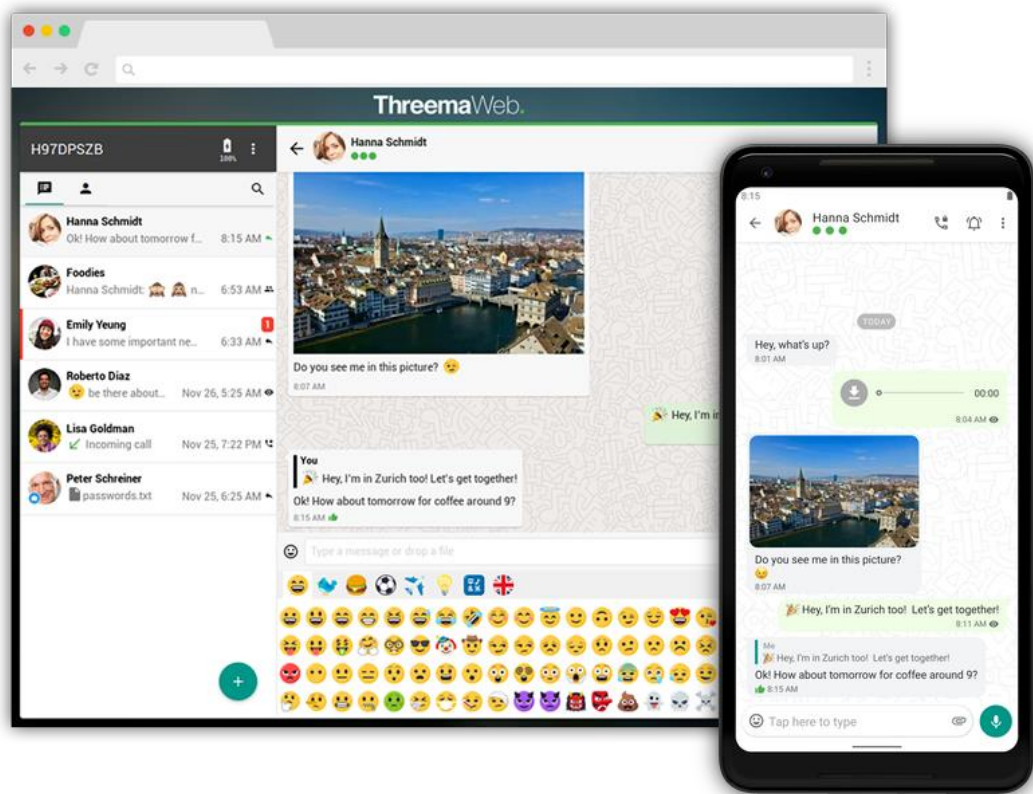 ThreemaWeb.
H97DPSZB
100%
Hanna Schmidt
Hanna Schmidt
Ok! How about tomorrow f... 8:15 AM
Foodies
Hanna Schmidt: 🙈 🙈 n... 6:53 AM
Emily Yeung 1
I have some important ne... 6:33 AM
Roberto Diaz
😉 be there about... Nov 26, 5:25 AM
Lisa Goldman
Incoming call Nov 25, 7:22 PM
Peter Schreiner
passwords.txt Nov 25, 6:25 AM
Do you see me in this picture? 😉
8:07 AM
🎉 Hey, I'm in
You
🎉 Hey, I'm in Zurich too! Let's get together!
Ok! How about tomorrow for coffee around 9?
8:15 AM
Type a message or drop a file
8:15
Hanna Schmidt
TODAY
Hey, what's up?
8:01 AM
00:00
8:04 AM
Do you see me in this picture?
😉
8:07 AM
🎉 Hey, I'm in Zurich too! Let's get together!
8:11 AM
Me
🎉 Hey, I'm in Zurich too! Let's get together!
Ok! How about tomorrow for coffee around 9?
8:15 AM
Tap here to type